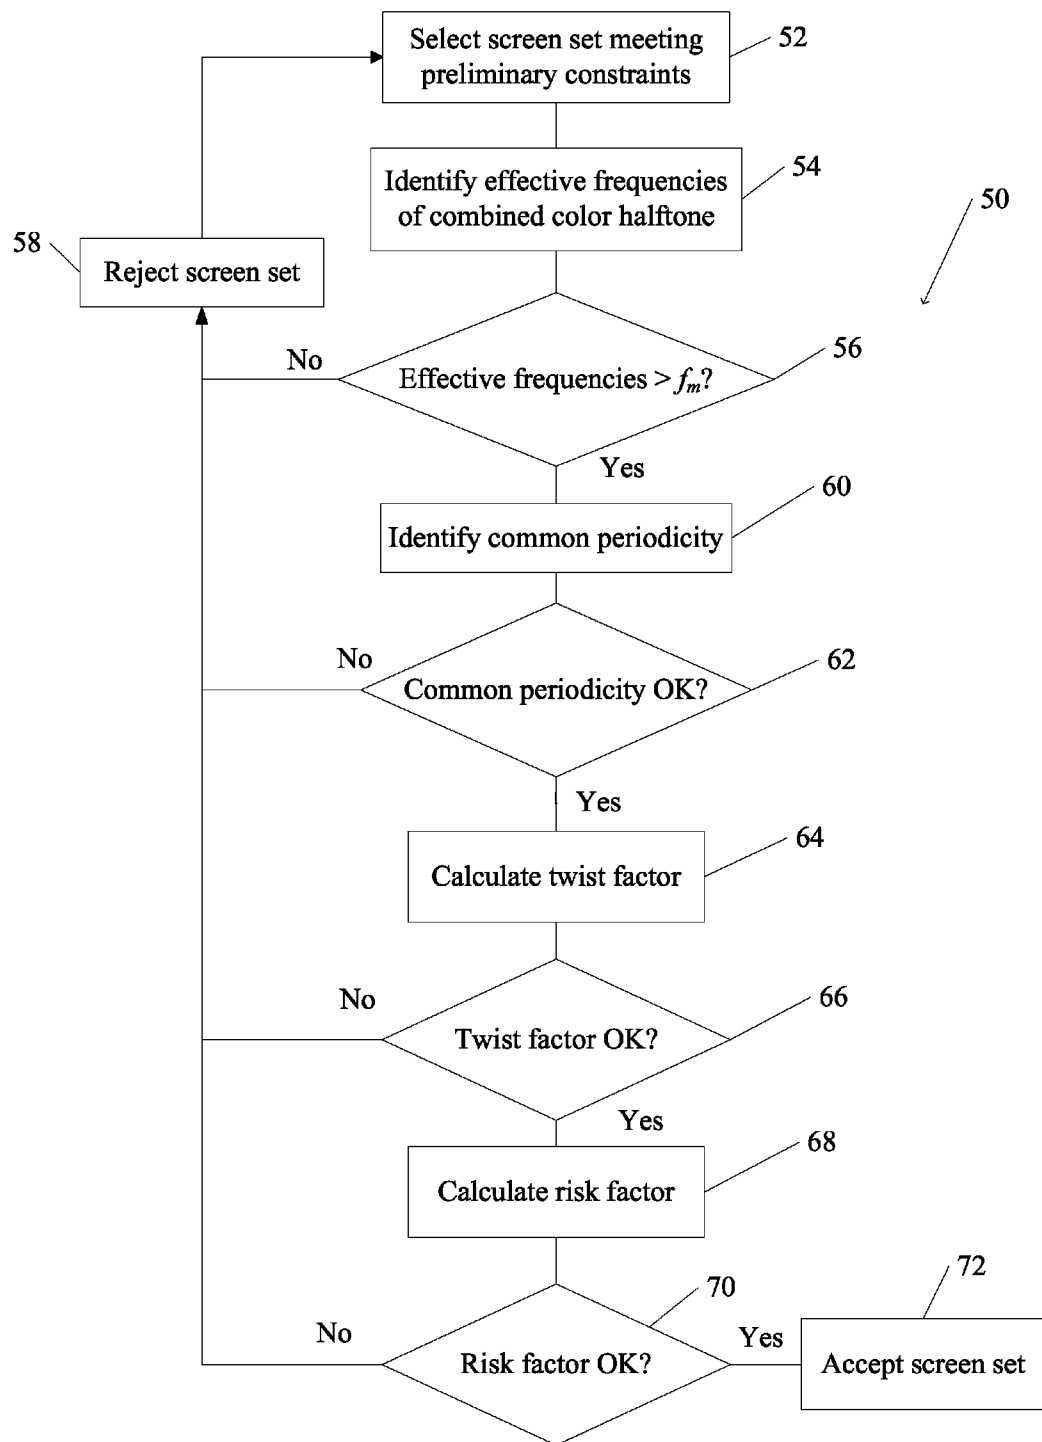 Select screen set meeting
preliminary constraints
52
Identify effective frequencies
of combined color halftone
54
50
58
Reject screen set
No
Effective frequencies > fm?
56
Yes
60
Identify common periodicity
No
Common periodicity OK?
62
Yes
64
Calculate twist factor
No
Twist factor OK?
66
Yes
68
Calculate risk factor
70
72
No
Risk factor OK?
Yes
Accept screen set